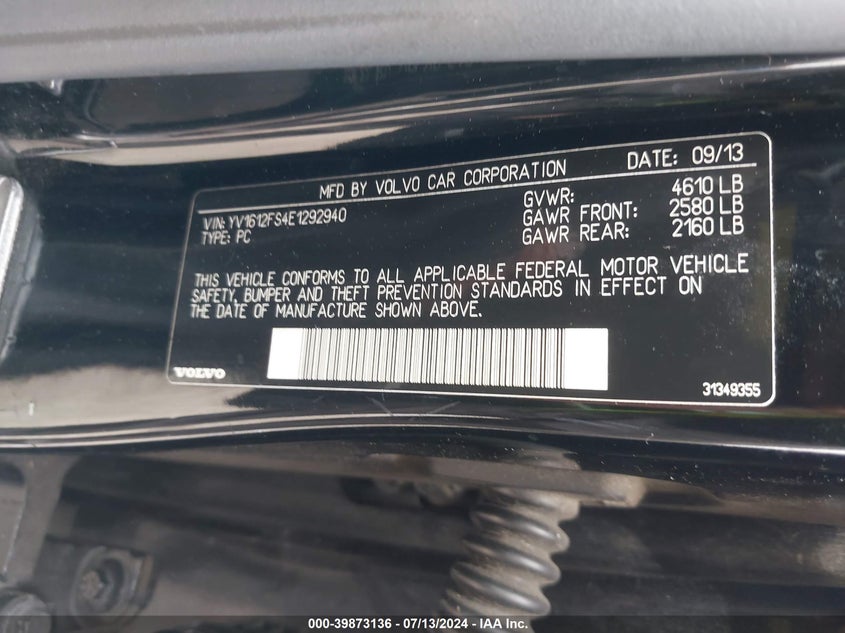 MFD BY VOLVO CAR CORPORATION DATE: 09/13
VIN: YV1612FS4E1292940 GVWR: 4610 LB
TYPE: PC GAWR FRONT: 2580 LB
GAWR REAR: 2160 LB
THIS VEHICLE CONFORMS TO ALL APPLICABLE FEDERAL MOTOR VEHICLE
SAFETY, BUMPER AND THEFT PREVENTION STANDARDS IN EFFECT ON
THE DATE OF MANUFACTURE SHOWN ABOVE.
VOLVO 31349355
000-39873136 - 07/13/2024 - IAA Inc.